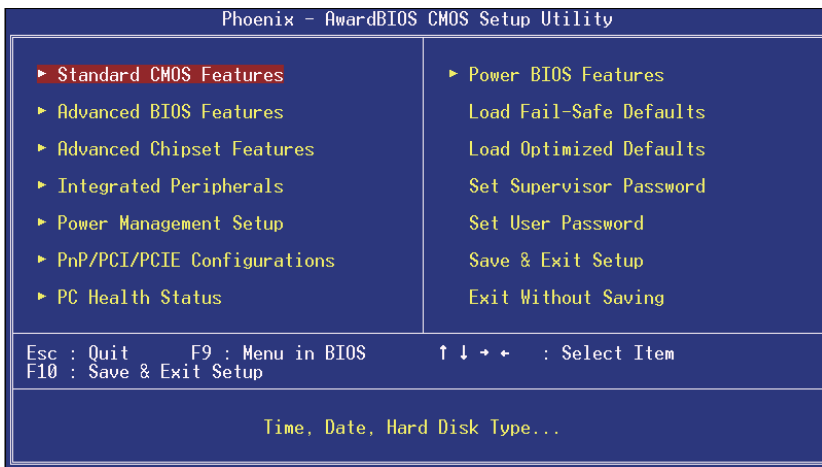 Phoenix - AwardBIOS CMOS Setup Utility
► Standard CMOS Features
► Advanced BIOS Features
► Advanced Chipset Features
► Integrated Peripherals
► Power Management Setup
► PnP/PCI/PCIE Configurations
► PC Health Status
► Power BIOS Features
Load Fail-Safe Defaults
Load Optimized Defaults
Set Supervisor Password
Set User Password
Save & Exit Setup
Exit Without Saving
Esc : Quit F9 : Menu in BIOS ↑ ↓ → ← : Select Item
F10 : Save & Exit Setup
Time, Date, Hard Disk Type...